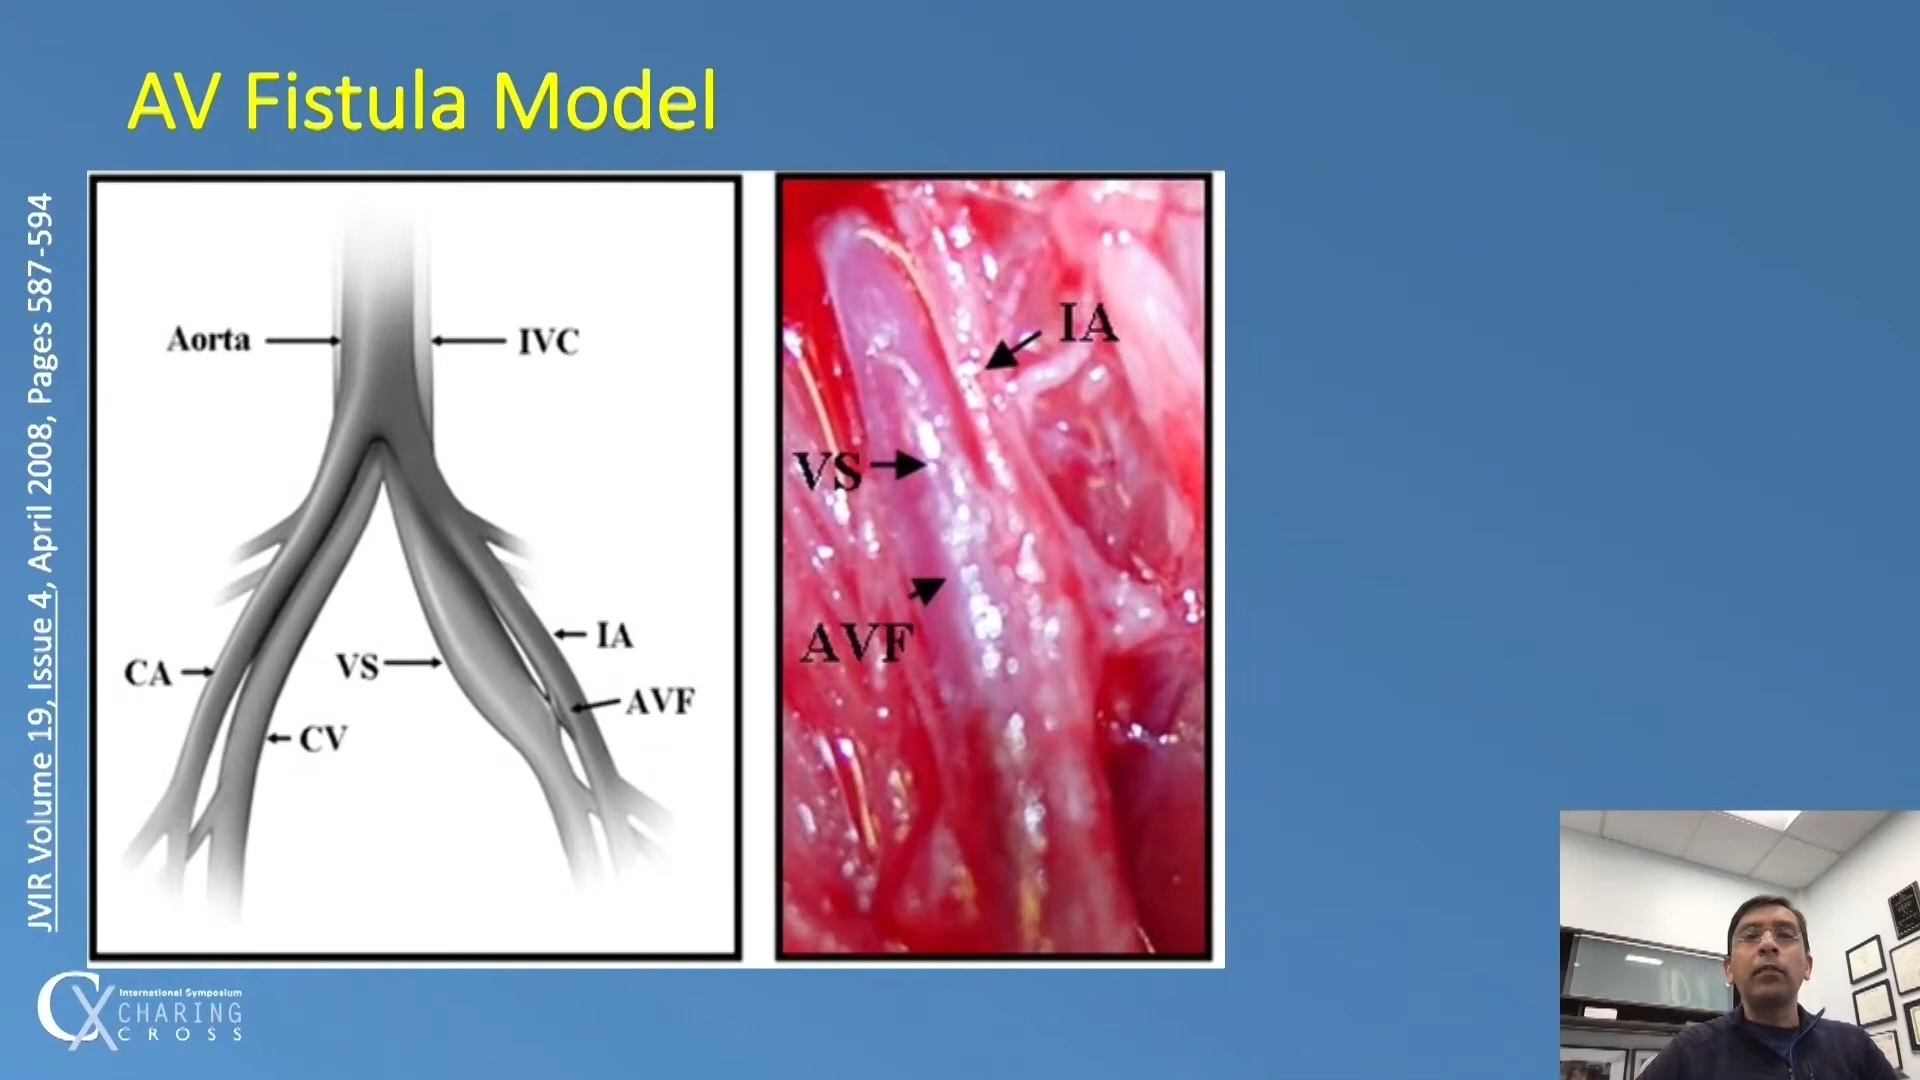 AV Fistula Model
JVIR Volume 19, Issue 4, April 2008, Pages 587-594
Aorta
IVC
CA
CV
VS
IA
AVF
IA
VS
AVF
CX
International Symposium
CHARING
CROSS